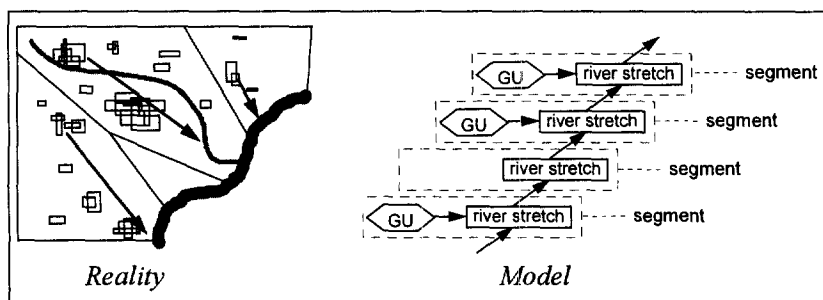 GU river stretch segment
GU river stretch segment
river stretch segment
GU river stretch segment
Reality Model